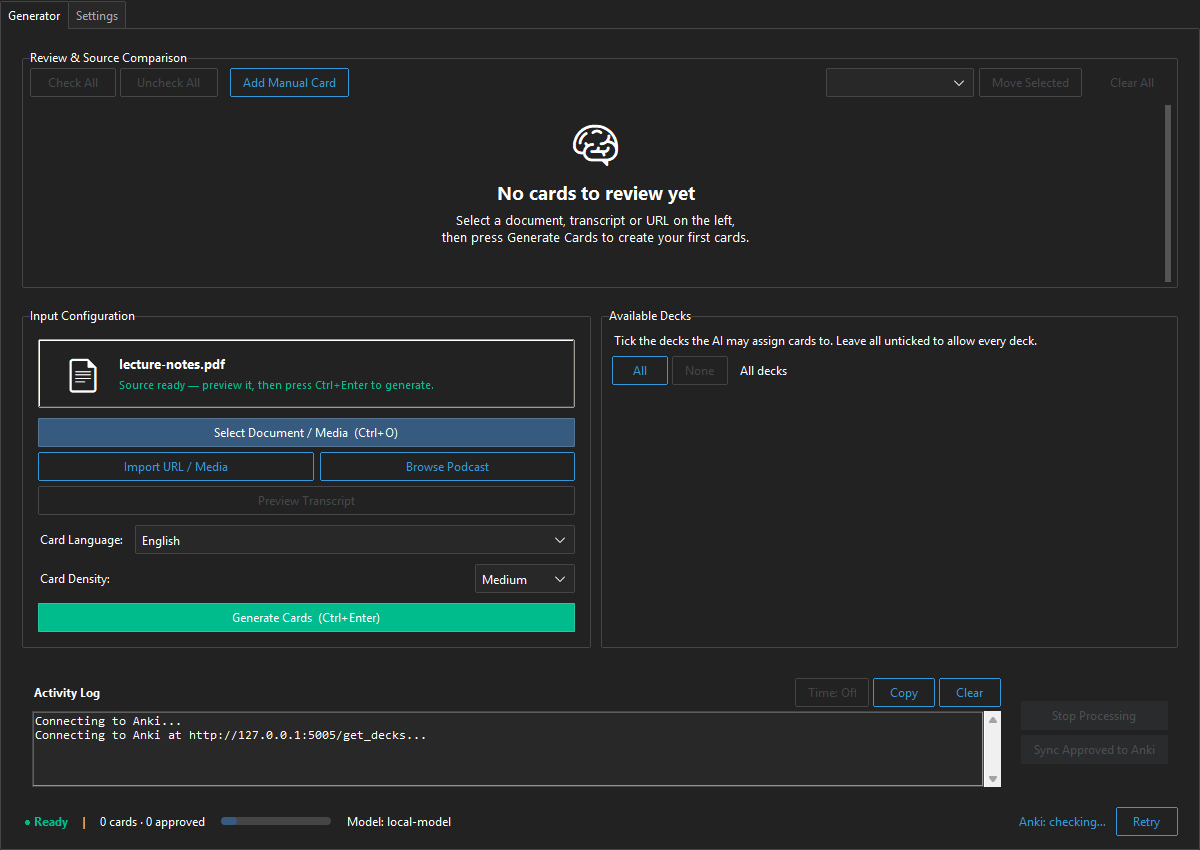 Generator Settings
Review & Source Comparison
Check All Uncheck All Add Manual Card Move Selected Clear All
No cards to review yet
Select a document, transcript or URL on the left,
then press Generate Cards to create your first cards.
Input Configuration
lecture-notes.pdf
Source ready — preview it, then press Ctrl+Enter to generate.
Select Document / Media (Ctrl+O)
Import URL / Media Browse Podcast
Preview Transcript
Card Language: English
Card Density: Medium
Generate Cards (Ctrl+Enter)
Available Decks
Tick the decks the AI may assign cards to. Leave all unticked to allow every deck.
All None All decks
Activity Log
Time: Off Copy Clear
Connecting to Anki...
Connecting to Anki at http://127.0.0.1:5005/get_decks...
Stop Processing
Sync Approved to Anki
Ready | 0 cards · 0 approved Model: local-model Anki: checking... Retry